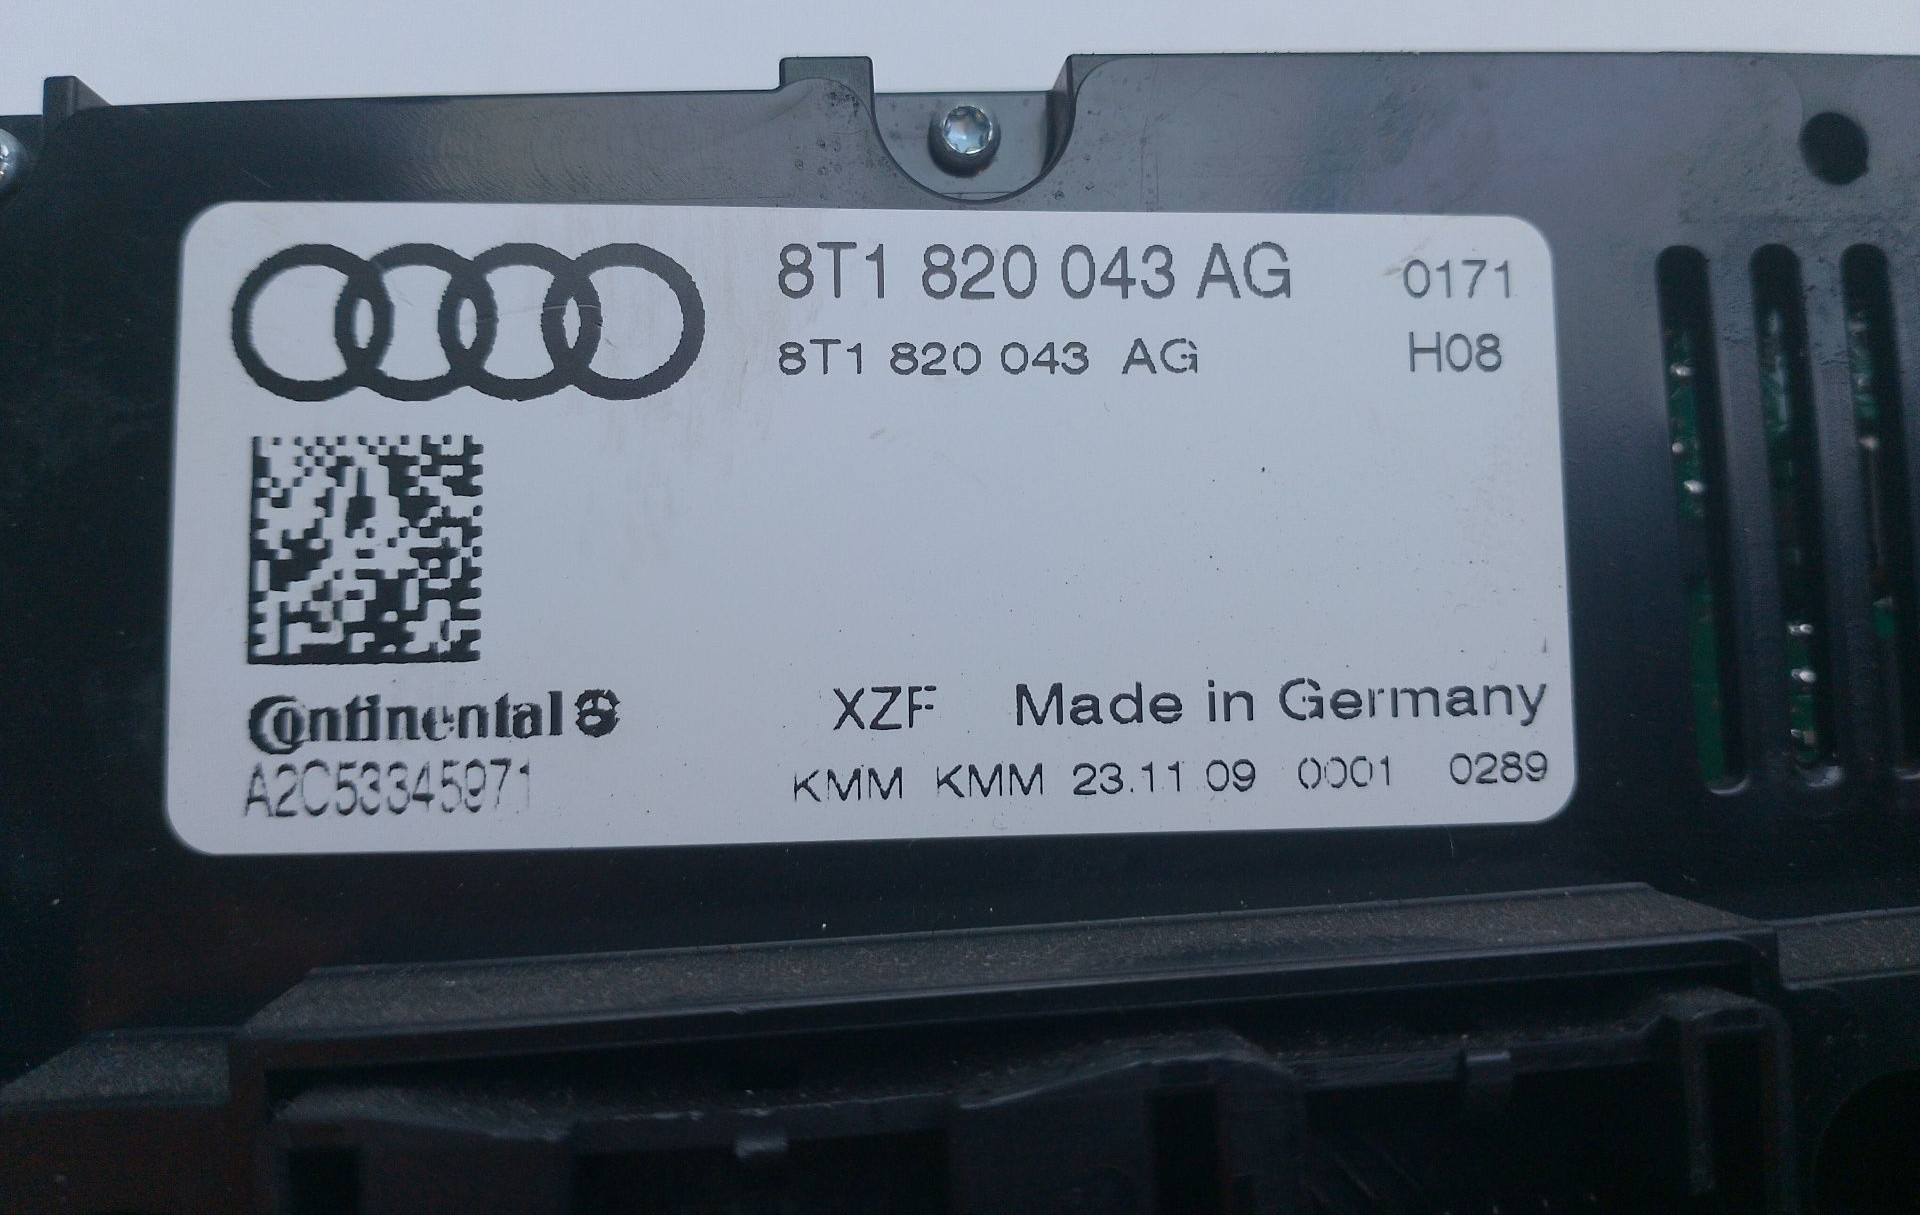 8T1 820 043 AG 0171
8T1 820 043 AG H08
Continental
A2C53345971
XZF Made in Germany
KMM KMM 23.11.09 0001 0289